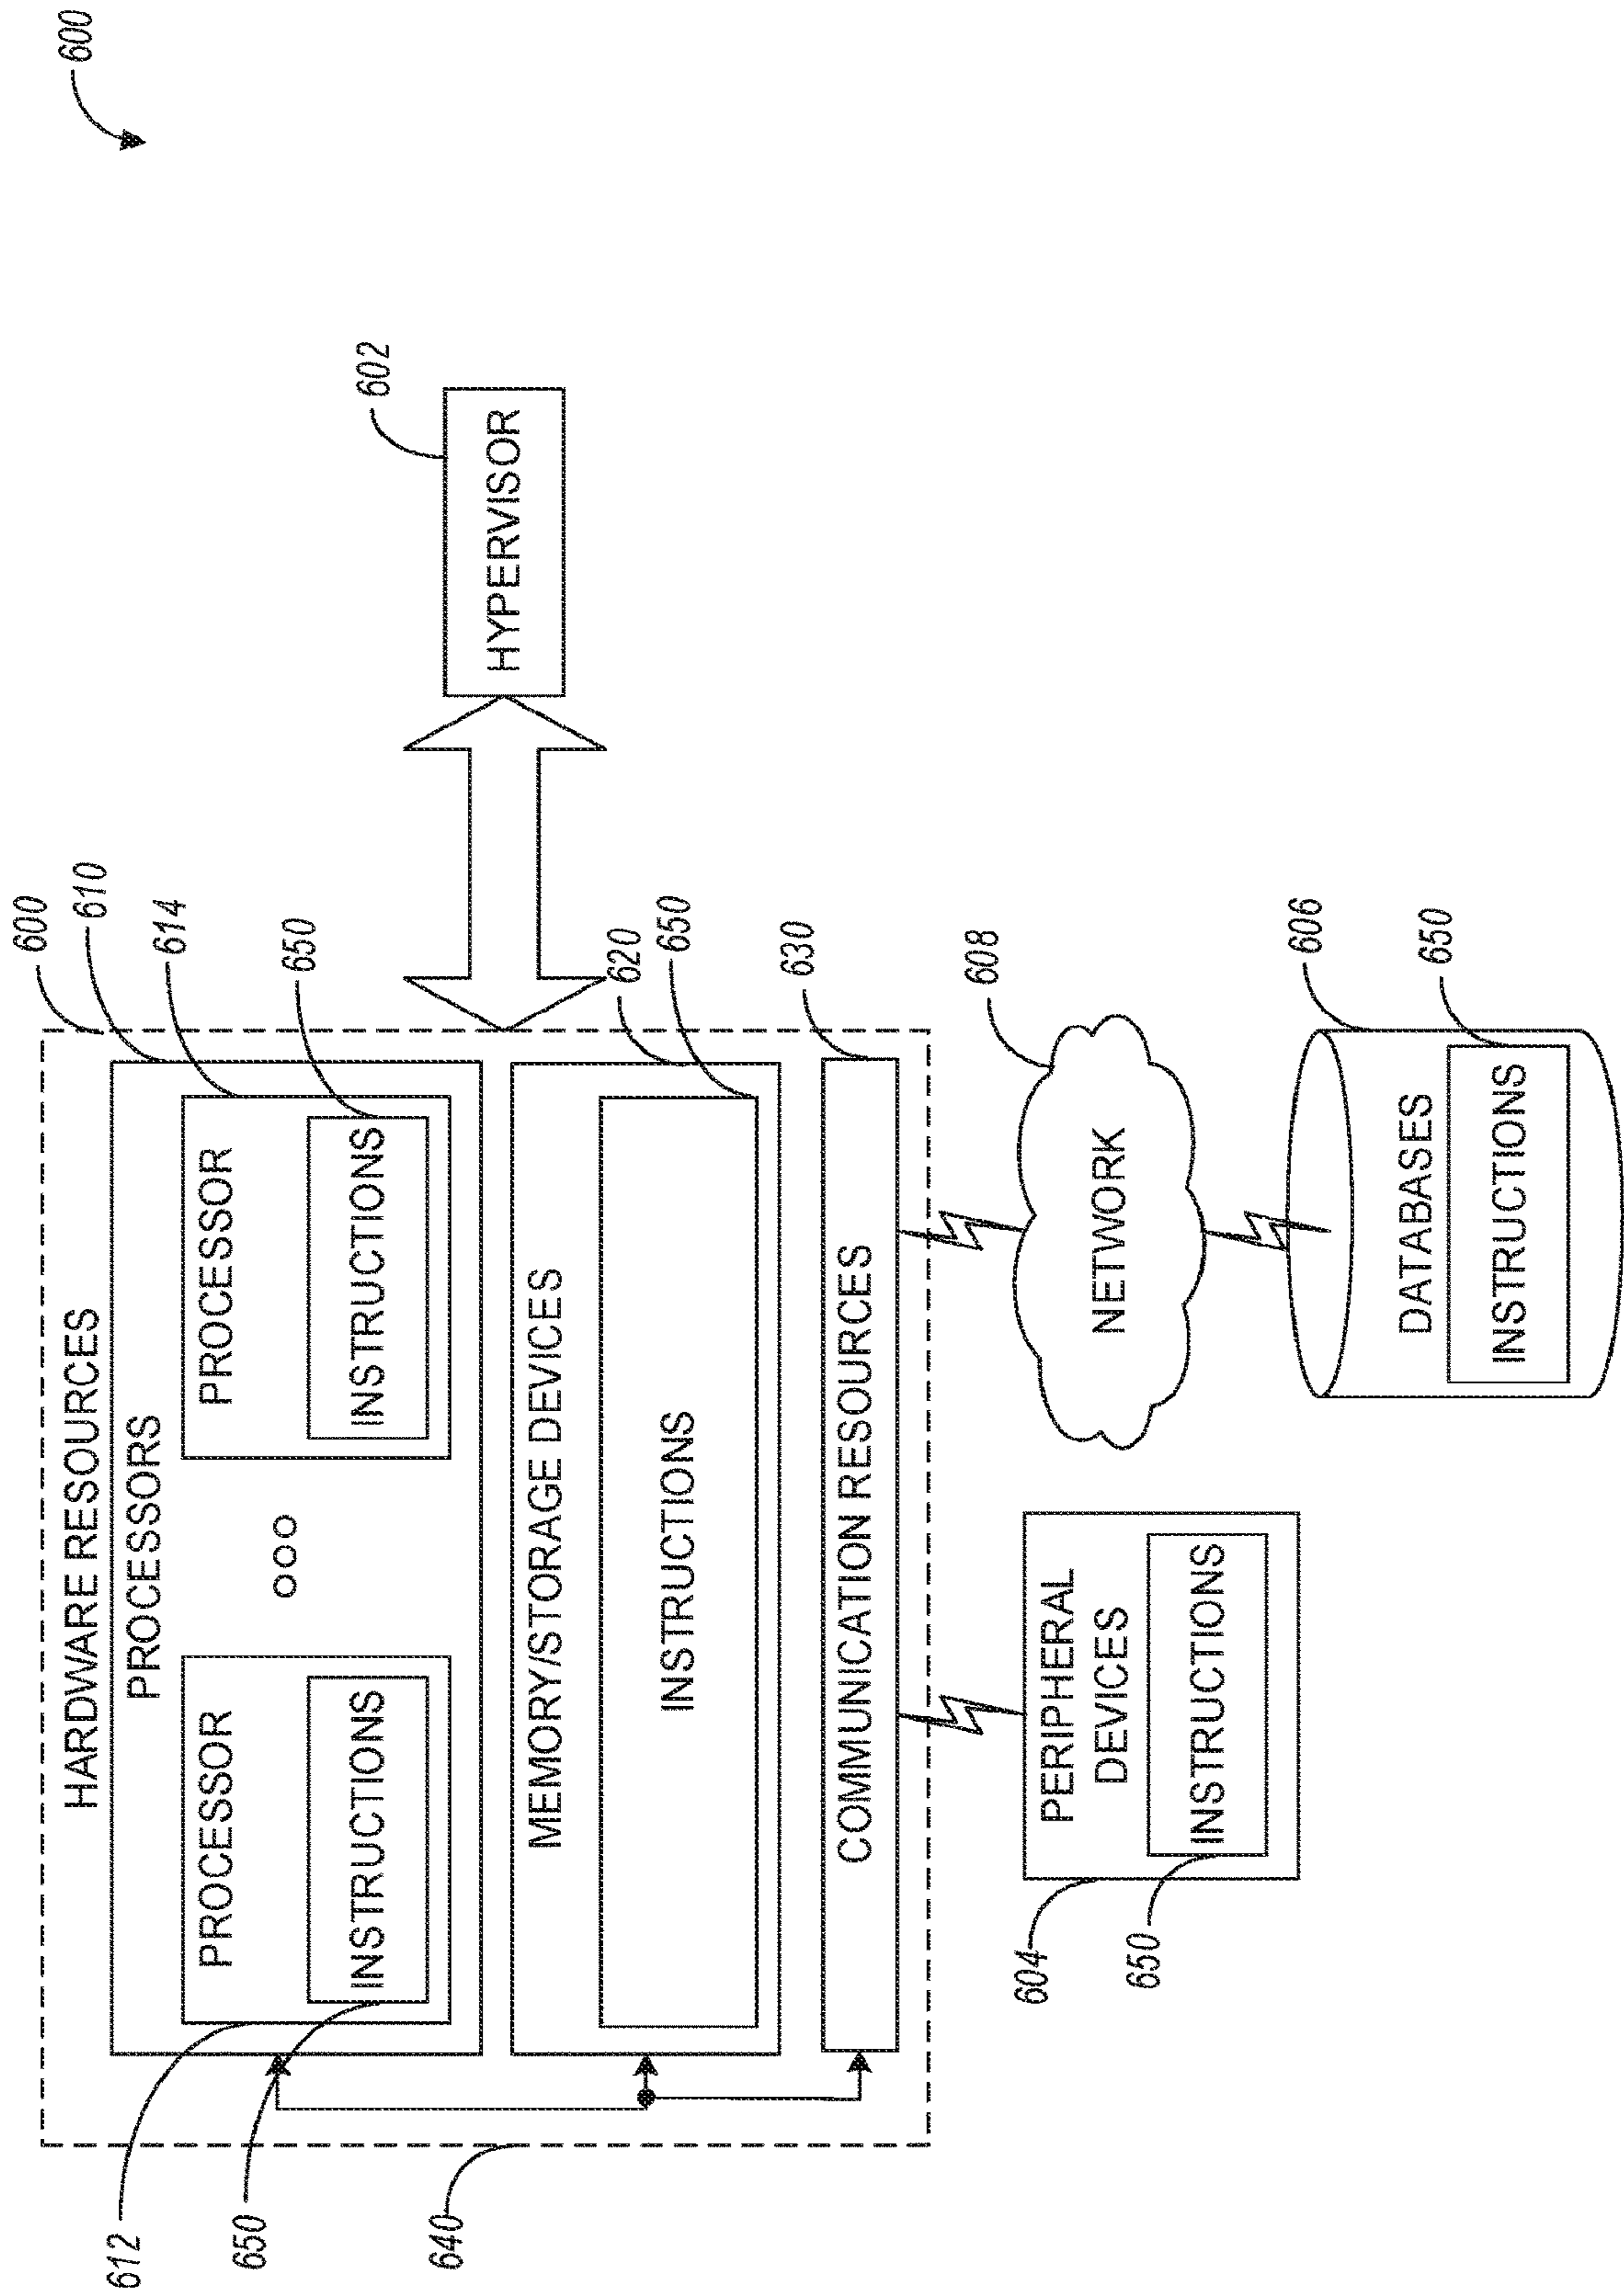 600
600
HARDWARE RESOURCES
610
PROCESSORS
614
612
PROCESSOR
650
INSTRUCTIONS
ooo
PROCESSOR
650
INSTRUCTIONS
620
MEMORY/STORAGE DEVICES
650
INSTRUCTIONS
640
630
COMMUNICATION RESOURCES
602
HYPERVISOR
604
PERIPHERAL
DEVICES
650
INSTRUCTIONS
608
NETWORK
606
DATABASES
650
INSTRUCTIONS